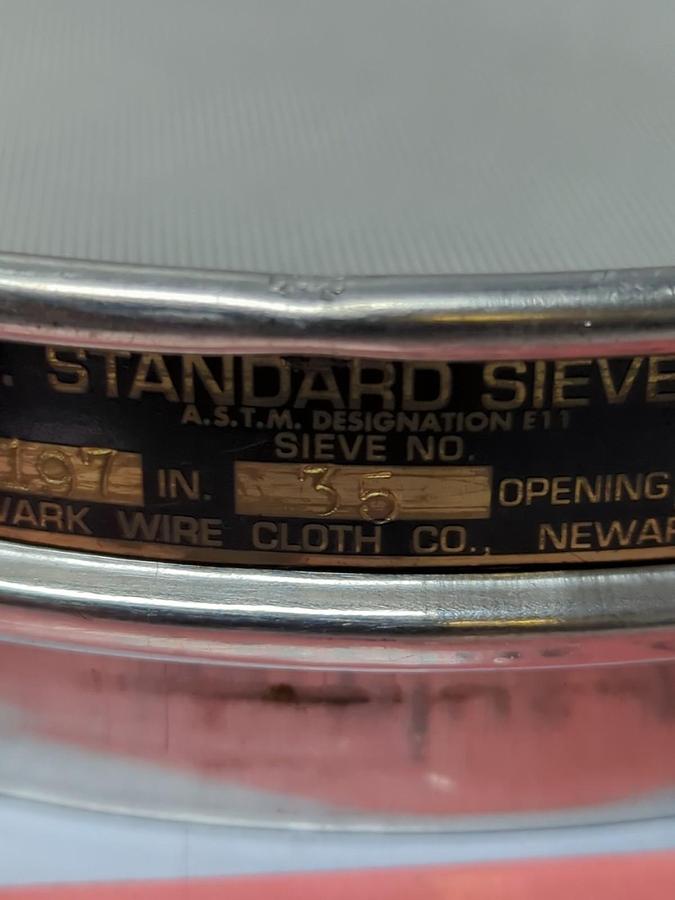 . STANDARD SIEVE
A.S.T.M. DESIGNATION E11
SIEVE NO.
197 IN. 35 OPENING
WARK WIRE CLOTH CO., NEWAR